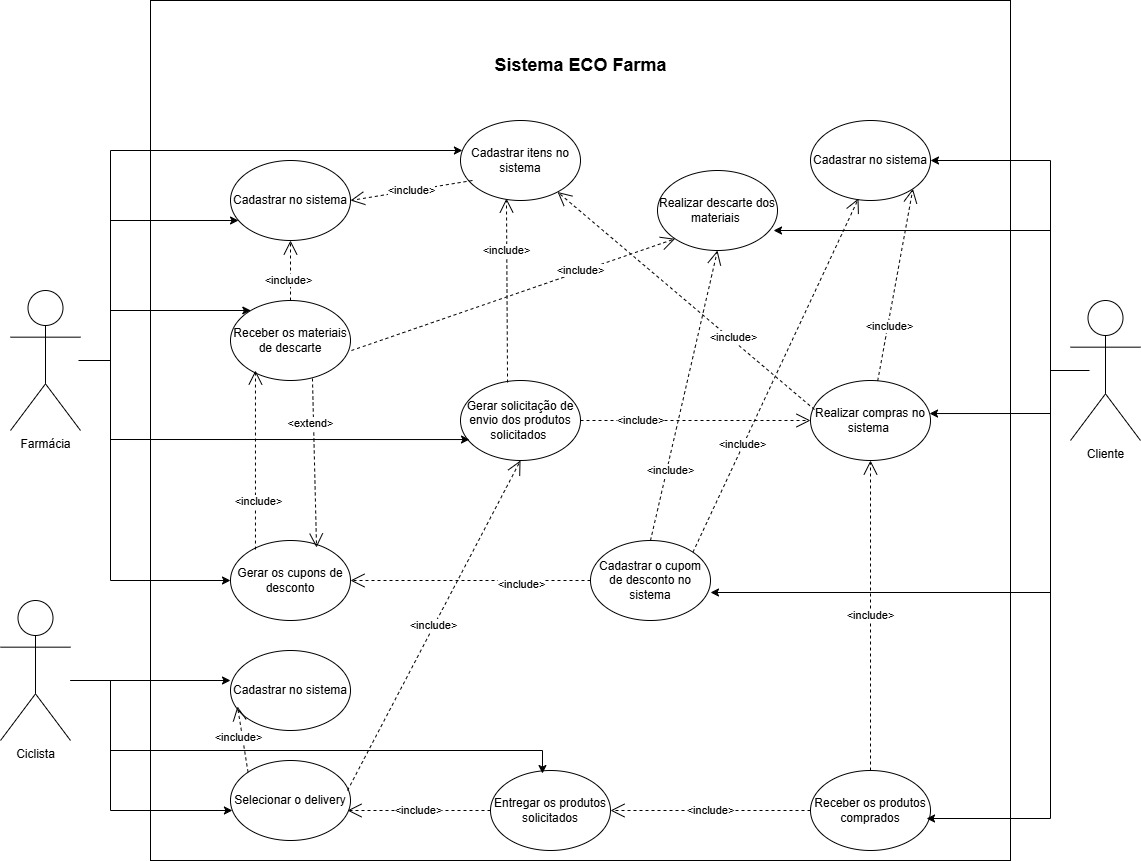 Sistema ECO Farma
Cadastrar itens no
sistema
Cadastrar no sistema
Cadastrar no sistema
<include>
Realizar descarte dos
materiais
<include>
<include>
<include>
Receber os materiais
de descarte
<include>
<include>
Farmácia
Gerar solicitação de
envio dos produtos
solicitados
<include>
Realizar compras no
sistema
<extend>
<include>
Cliente
<include>
<include>
Gerar os cupons de
desconto
<include>
Cadastrar o cupom
de desconto no
sistema
<include>
<include>
Cadastrar no sistema
<include>
Ciclista
Selecionar o delivery
<include>
Entregar os produtos
solicitados
<include>
Receber os produtos
comprados